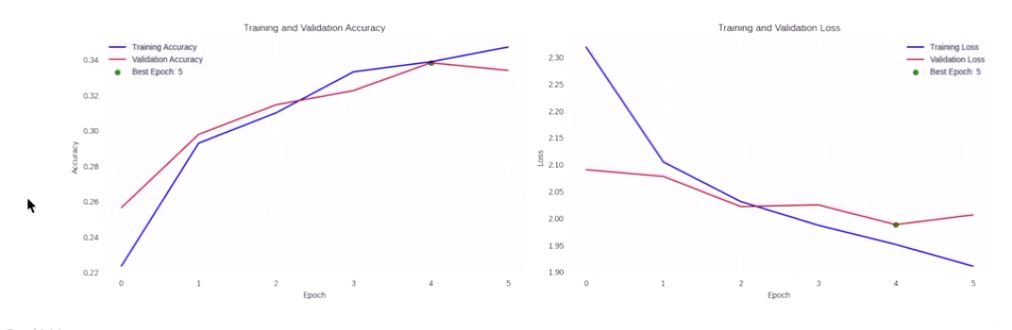 Training and Validation Accuracy
Training Accuracy
Validation Accuracy
Best Epoch: 5
Accuracy
0.34
0.32
0.30
0.28
0.26
0.24
0.22
0 1 2 3 4 5
Epoch
Training and Validation Loss
Training Loss
Validation Loss
Best Epoch: 5
Loss
2.30
2.25
2.20
2.15
2.10
2.05
2.00
1.95
1.90
0 1 2 3 4 5
Epoch